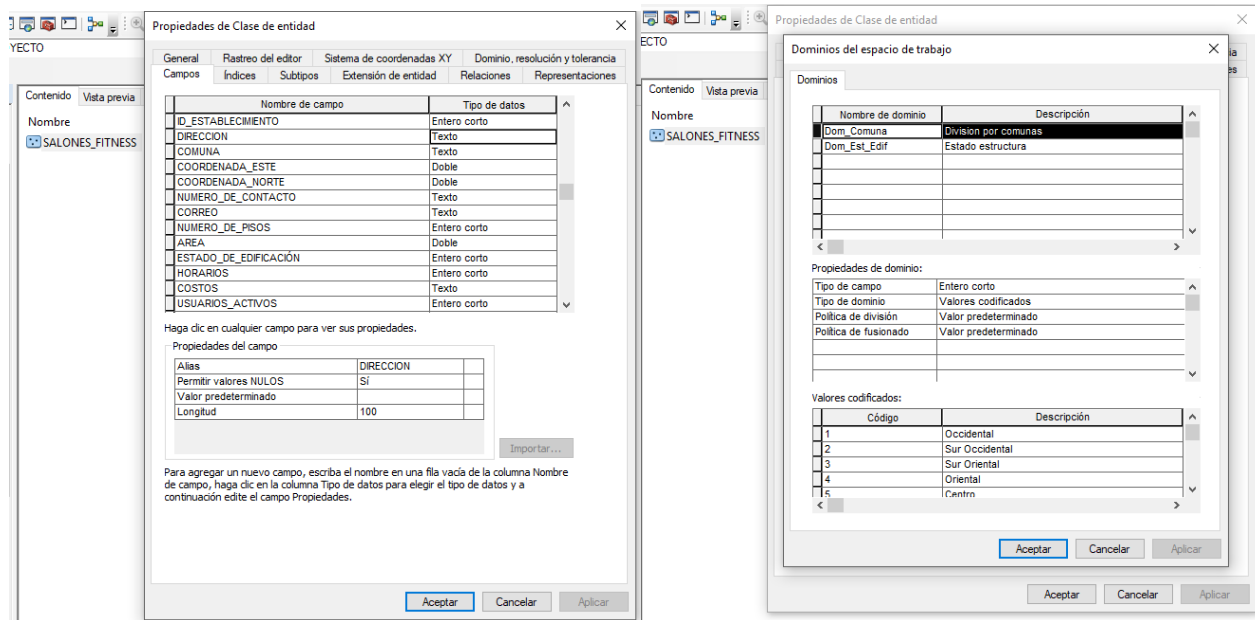 YECTO
Contenido Vista previa
Nombre
SALONES_FITNESS
Propiedades de Clase de entidad
General Rastreo del editor Sistema de coordenadas XY Dominio, resolución y tolerancia
Campos Índices Subtipos Extensión de entidad Relaciones Representaciones
Nombre de campo Tipo de datos
ID_ESTABLECIMIENTO Entero corto
DIRECCION Texto
COMUNA Texto
COORDENADA_ESTE Doble
COORDENADA_NORTE Doble
NUMERO_DE_CONTACTO Texto
CORREO Texto
NUMERO_DE_PISOS Entero corto
AREA Doble
ESTADO_DE_EDIFICACIÓN Entero corto
HORARIOS Entero corto
COSTOS Texto
USUARIOS_ACTIVOS Entero corto
Haga clic en cualquier campo para ver sus propiedades.
Propiedades del campo
Alias DIRECCION
Permitir valores NULOS Sí
Valor predeterminado
Longitud 100
Importar...
Para agregar un nuevo campo, escriba el nombre en una fila vacía de la columna Nombre
de campo, haga clic en la columna Tipo de datos para elegir el tipo de datos y a
continuación edite el campo Propiedades.
Aceptar Cancelar Aplicar
ECTO
Contenido Vista previa
Nombre
SALONES_FITNESS
Propiedades de Clase de entidad
ia
es
Dominios del espacio de trabajo
Dominios
Nombre de dominio Descripción
Dom_Comuna Division por comunas
Dom_Est_Edif Estado estructura
Propiedades de dominio:
Tipo de campo Entero corto
Tipo de dominio Valores codificados
Política de división Valor predeterminado
Política de fusionado Valor predeterminado
Valores codificados:
Código Descripción
1 Occidental
2 Sur Occidental
3 Sur Oriental
4 Oriental
5 Centro
Aceptar Cancelar Aplicar
Aceptar Cancelar Aplicar